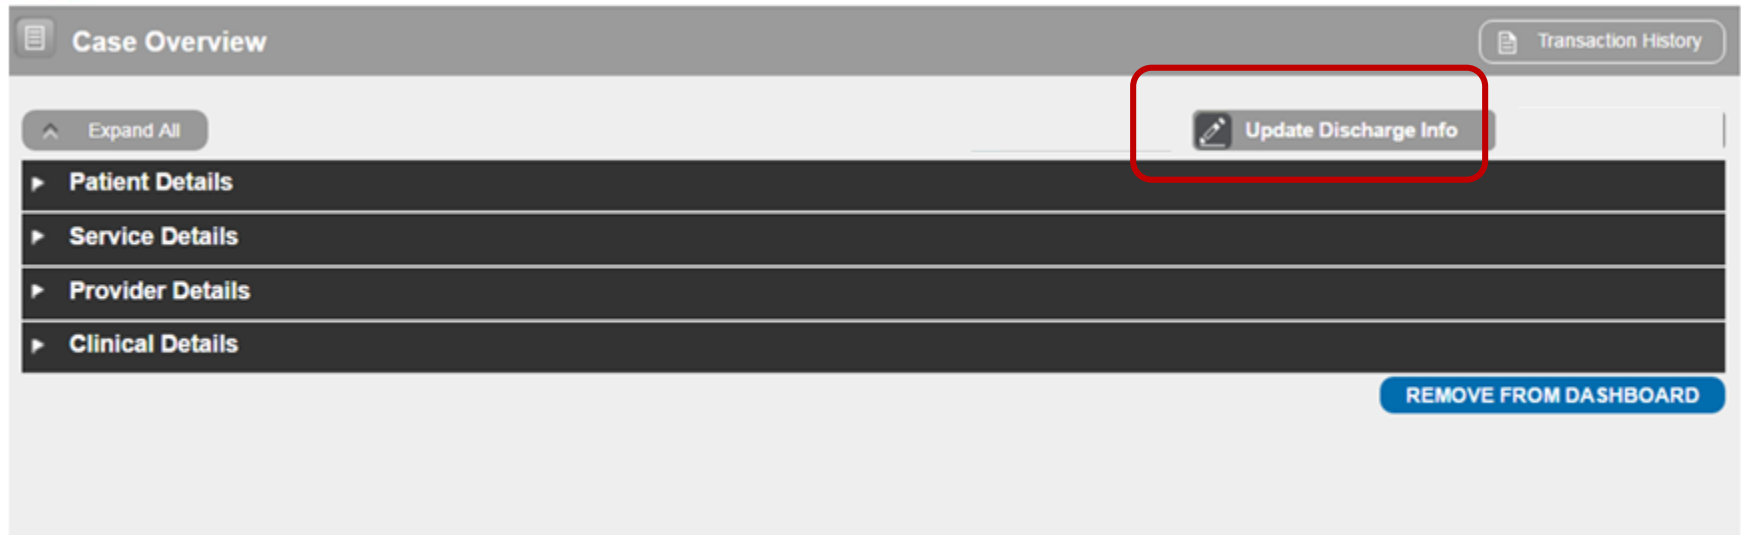 Case Overview
Transaction History
Expand All
Update Discharge Info
Patient Details
Service Details
Provider Details
Clinical Details
REMOVE FROM DASHBOARD